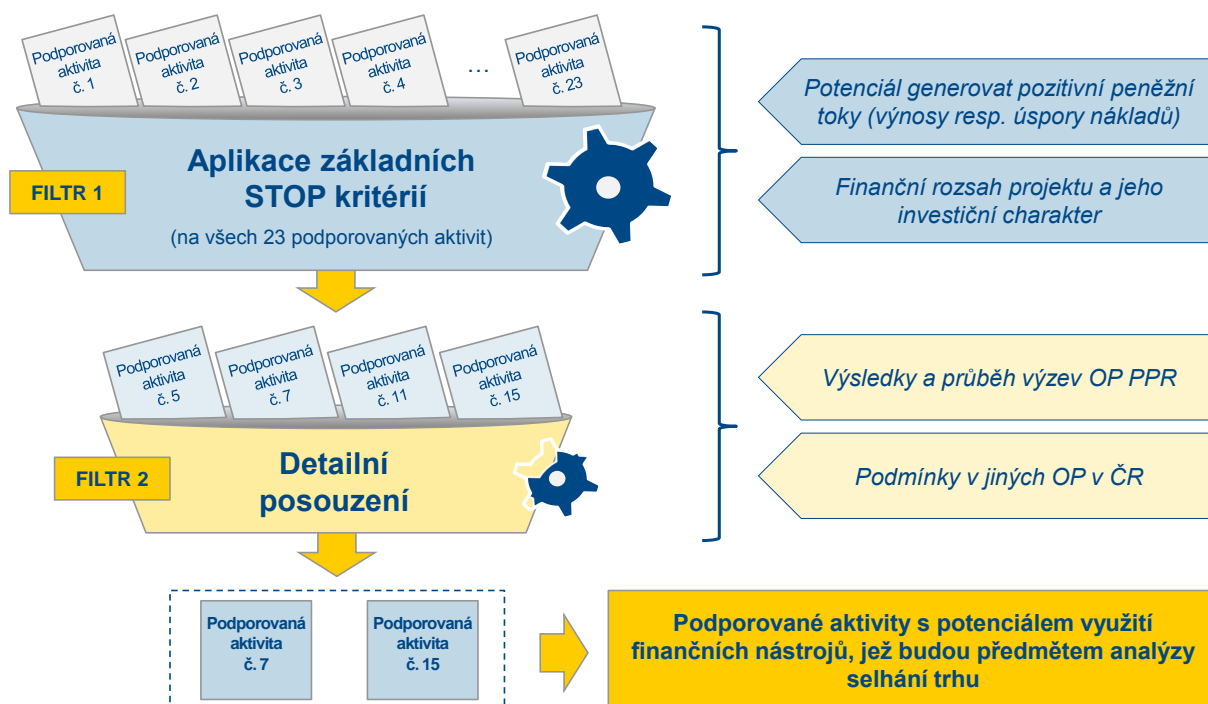 Podporovaná
aktivita
č. 1
Podporovaná
aktivita
č. 2
Podporovaná
aktivita
č. 3
Podporovaná
aktivita
č. 4
...
Podporovaná
aktivita
č. 23
FILTR 1
Aplikace základních
STOP kritérií
(na všech 23 podporovaných aktivit)
Potenciál generovat pozitivní peněžní
toky (výnosy resp. úspory nákladů)
Finanční rozsah projektu a jeho
investiční charakter
Podporovaná
aktivita
č. 5
Podporovaná
aktivita
č. 7
Podporovaná
aktivita
č. 11
Podporovaná
aktivita
č. 15
FILTR 2
Detailní
posouzení
Výsledky a průběh výzev OP PPR
Podmínky v jiných OP v ČR
Podporovaná
aktivita
č. 7
Podporovaná
aktivita
č. 15
Podporované aktivity s potenciálem využití
finančních nástrojů, jež budou předmětem analýzy
selhání trhu